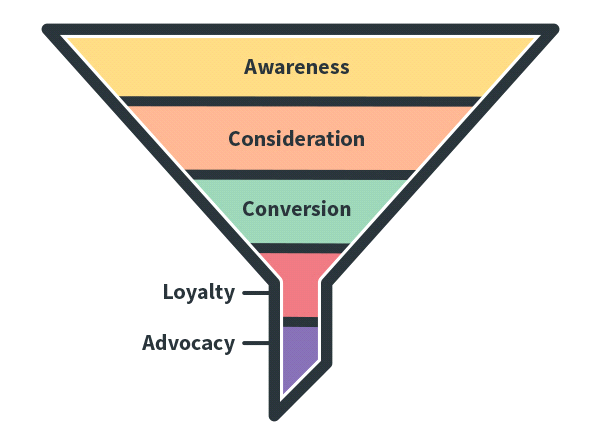 Awareness
Consideration
Conversion
Loyalty
Advocacy